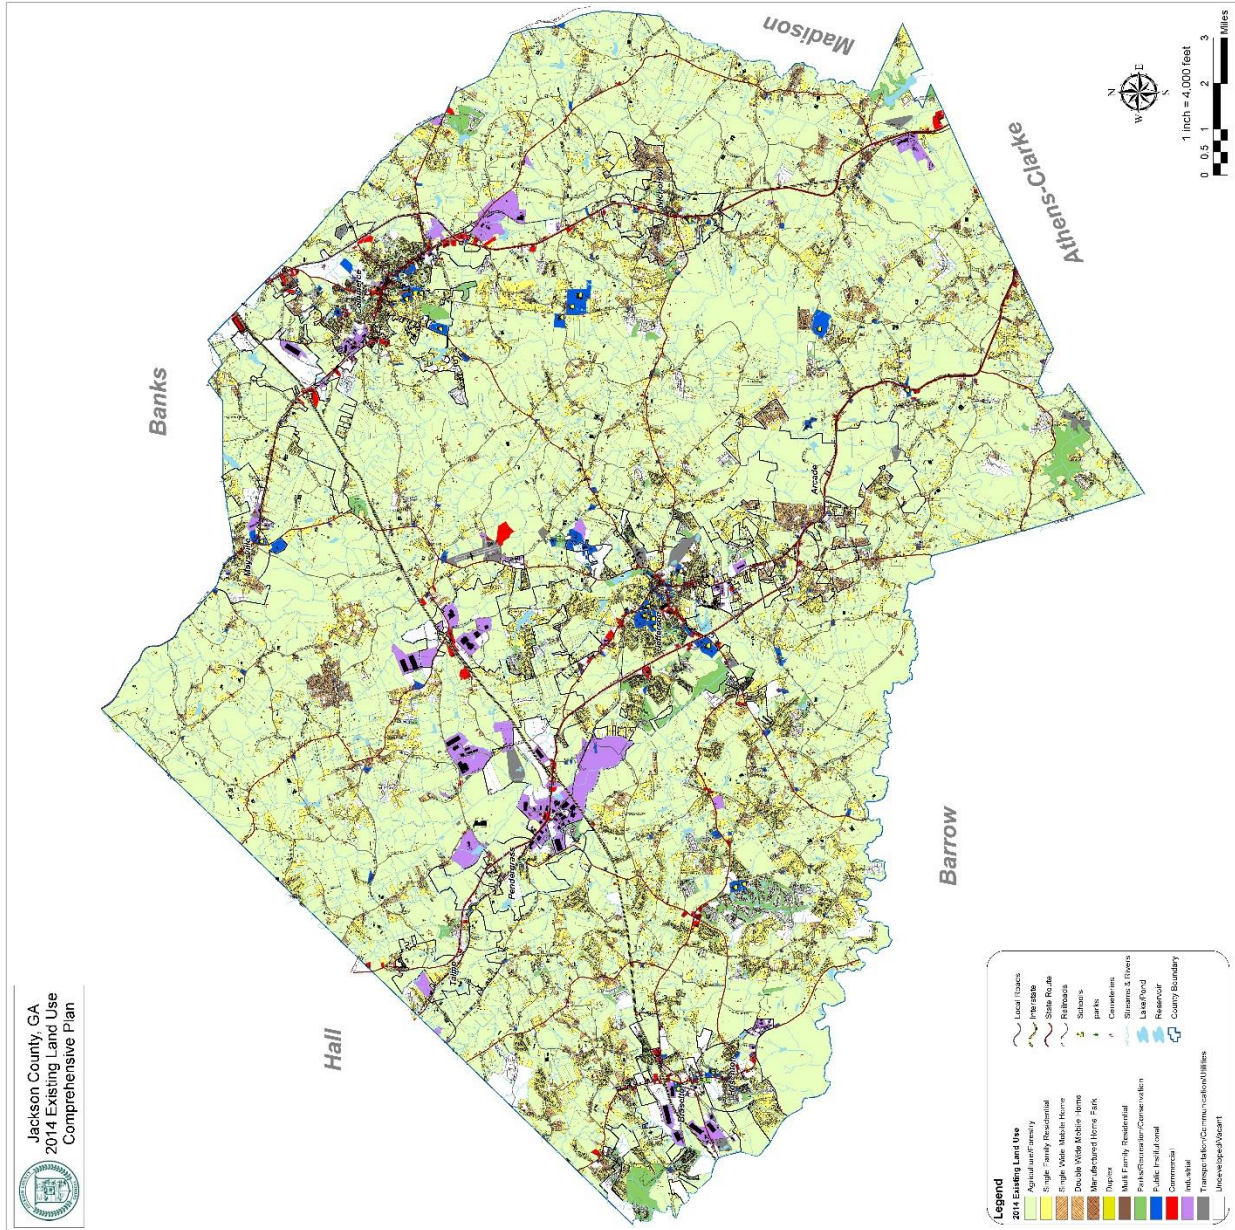 Jackson County, GA
2014 Existing Land Use
Comprehensive Plan
Banks
Madison
Hall
Barrow
Athens-Clarke
Commerce
Maysville
Nicholson
Arcade
Pendergrass
Talmo
Braselton
N
W
E
S
1 inch = 4,000 feet
0 0.5 1 2 3
Miles
Legend
2014 Existing Land Use
Agriculture/Forestry
Single Family Residential
Single Wide Mobile Home
Double Wide Mobile Home
Manufactured Home Park
Duplex
Multi Family Residential
Parks/Recreation/Conservation
Public Institutional
Commercial
Industrial
Transportation/Communication/Utilities
Undeveloped/Vacant
Local Roads
Interstate
State Route
Railroads
Schools
parks
Cemeteries
Streams & Rivers
Lake/Pond
Reservoir
County Boundary